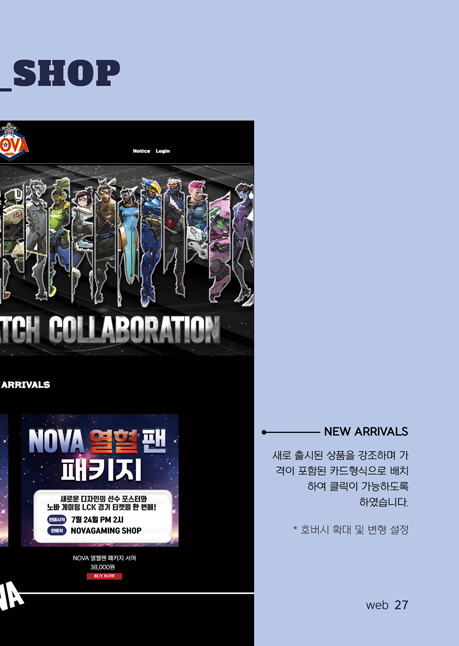 _SHOP
OVA
Notice Login
TCH COLLABORATION
ARRIVALS
NOVA 열혈 팬
패키지
새로운 디자인의 선수 포스터와
노바 게이밍 LCK 경기 티켓을 한 번에!
판매시작 7월 24일 PM 2시
판매처 NOVAGAMING SHOP
NOVA 열혈팬 패키지 서머
38,000원
BUY NOW
VA
NEW ARRIVALS
새로 출시된 상품을 강조하며 가
격이 포함된 카드형식으로 배치
하여 클릭이 가능하도록
하였습니다.
* 호버시 확대 및 변형 설정
web 27